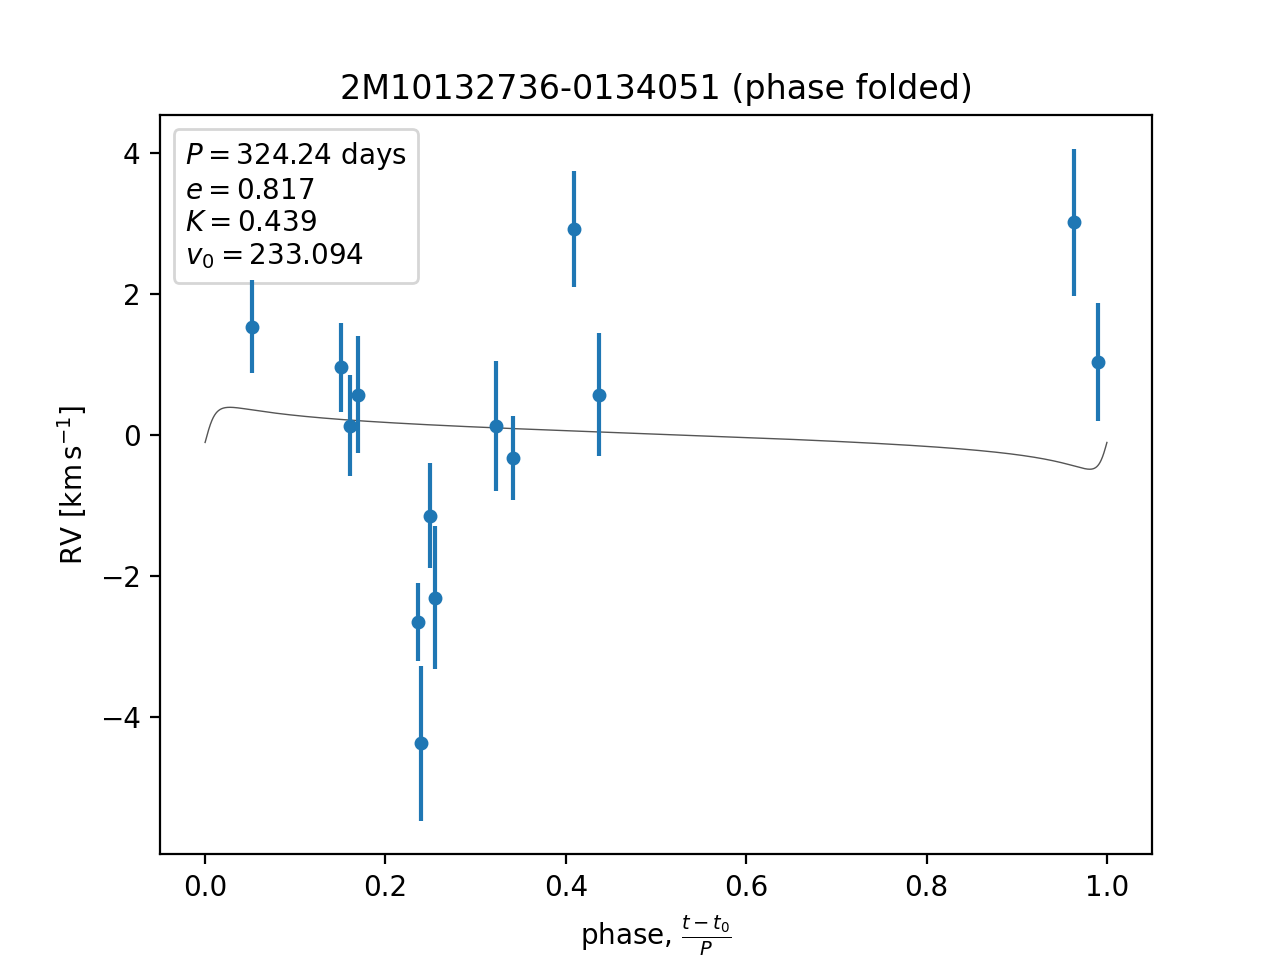 2M10132736-0134051 (phase folded)
P = 324.24 days
e = 0.817
K = 0.439
v₀ = 233.094
4
2
0
−2
−4
RV [km s⁻¹]
0.0 0.2 0.4 0.6 0.8 1.0
phase, (t − t₀)/P